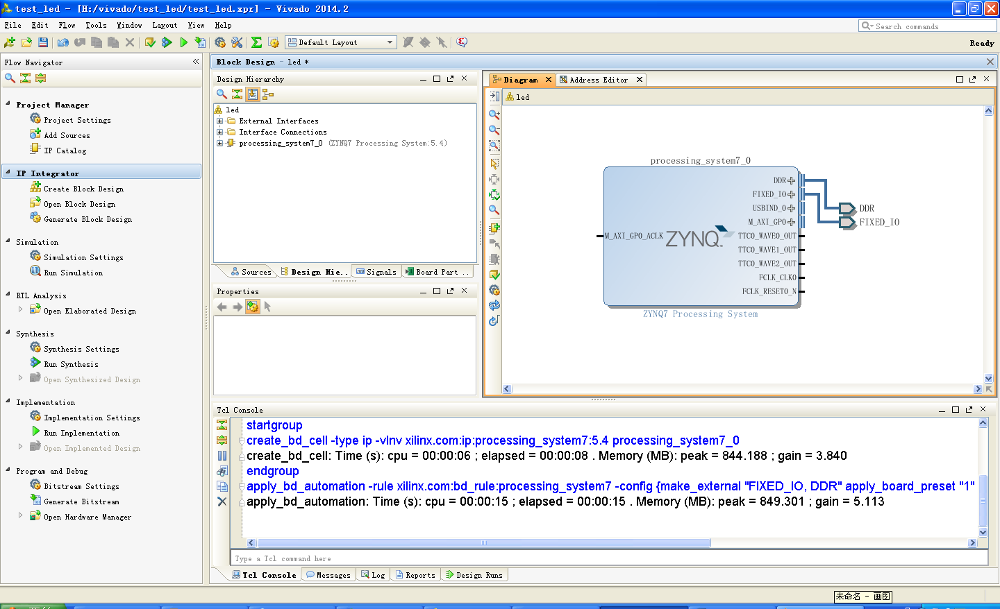 test_led - [H:/vivado/test_led/test_led.xpr] - Vivado 2014.2
File Edit Flow Tools Window Layout View Help
Search commands
Default Layout
Ready
Flow Navigator
Project Manager
Project Settings
Add Sources
IP Catalog
IP Integrator
Create Block Design
Open Block Design
Generate Block Design
Simulation
Simulation Settings
Run Simulation
RTL Analysis
Open Elaborated Design
Synthesis
Synthesis Settings
Run Synthesis
Open Synthesized Design
Implementation
Implementation Settings
Run Implementation
Open Implemented Design
Program and Debug
Bitstream Settings
Generate Bitstream
Open Hardware Manager
Block Design - led *
Design Hierarchy
led
External Interfaces
Interface Connections
processing_system7_0 (ZYNQ7 Processing System:5.4)
Sources
Design Hie..
Signals
Board Part ..
Properties
Diagram
Address Editor
led
processing_system7_0
DDR
FIXED_IO
USBIND_0
M_AXI_GP0
M_AXI_GP0_ACLK
ZYNQ
TTC0_WAVE0_OUT
TTC0_WAVE1_OUT
TTC0_WAVE2_OUT
FCLK_CLK0
FCLK_RESET0_N
DDR
FIXED_IO
ZYNQ7 Processing System
Tcl Console
startgroup
create_bd_cell -type ip -vlnv xilinx.com:ip:processing_system7:5.4 processing_system7_0
create_bd_cell: Time (s): cpu = 00:00:06 ; elapsed = 00:00:08 . Memory (MB): peak = 844.188 ; gain = 3.840
endgroup
apply_bd_automation -rule xilinx.com:bd_rule:processing_system7 -config {make_external "FIXED_IO, DDR" apply_board_preset "1"
apply_bd_automation: Time (s): cpu = 00:00:15 ; elapsed = 00:00:15 . Memory (MB): peak = 849.301 ; gain = 5.113
Type a Tcl command here
Tcl Console
Messages
Log
Reports
Design Runs
未命名 - 画图